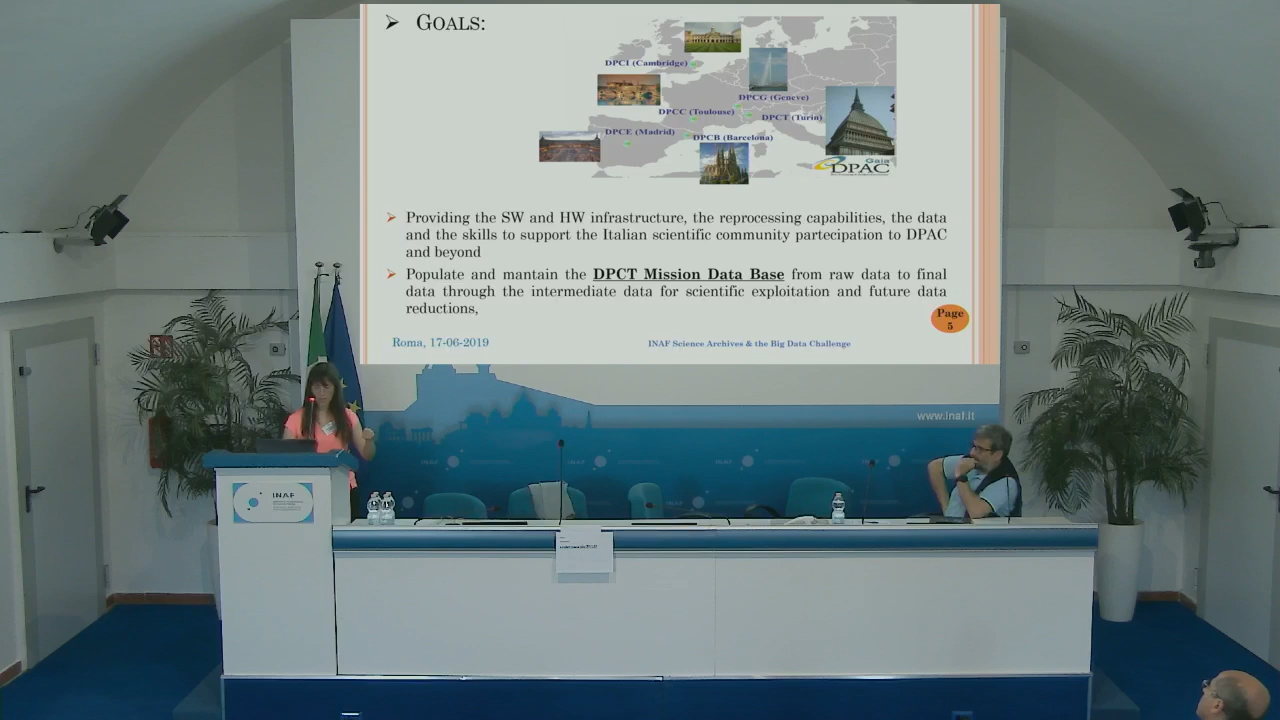 ➢ GOALS:
DPCI (Cambridge)
DPCG (Geneve)
DPCC (Toulouse)
DPCT (Turin)
DPCE (Madrid)
DPCB (Barcelona)
Gaia
DPAC
Providing the SW and HW infrastructure, the reprocessing capabilities, the data
and the skills to support the Italian scientific community partecipation to DPAC
and beyond
Populate and mantain the DPCT Mission Data Base from raw data to final
data through the intermediate data for scientific exploitation and future data
reductions,
Page
5
Roma, 17-06-2019
INAF Science Archives & the Big Data Challenge
www.inaf.it
INAF